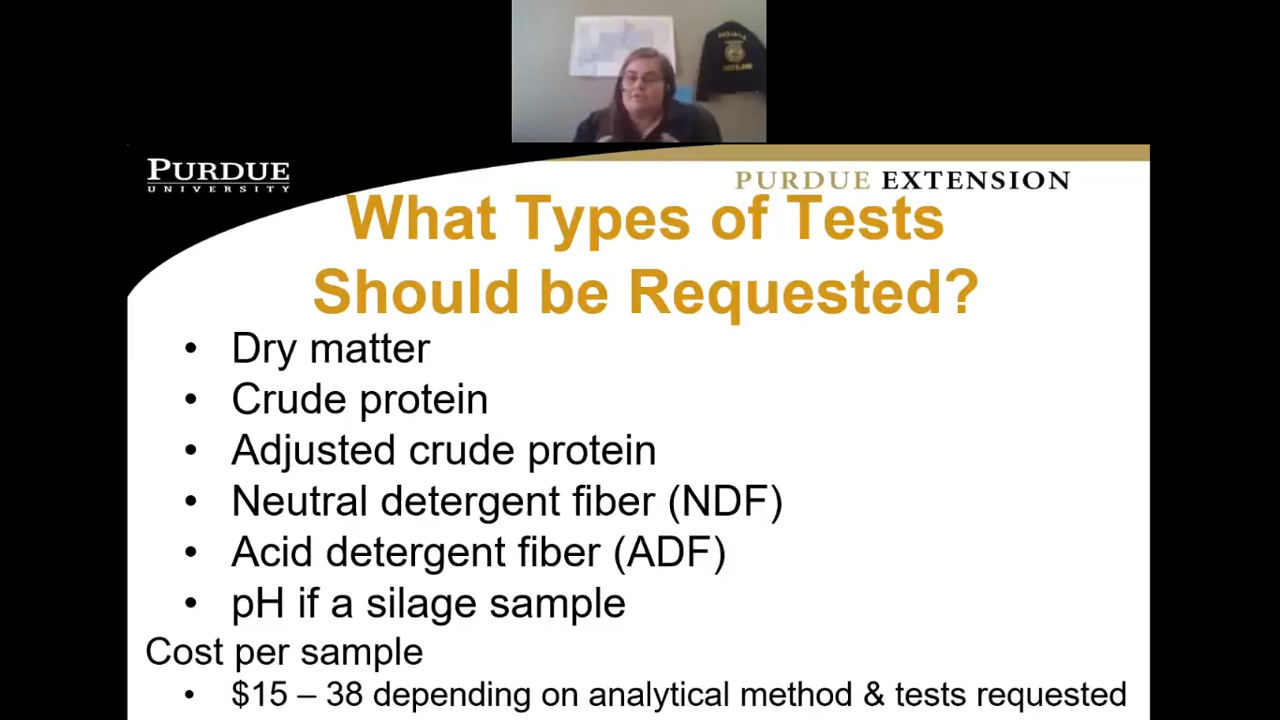 PURDUE
UNIVERSITY
PURDUE EXTENSION
What Types of Tests
Should be Requested?
• Dry matter
• Crude protein
• Adjusted crude protein
• Neutral detergent fiber (NDF)
• Acid detergent fiber (ADF)
• pH if a silage sample
Cost per sample
• $15 – 38 depending on analytical method & tests requested